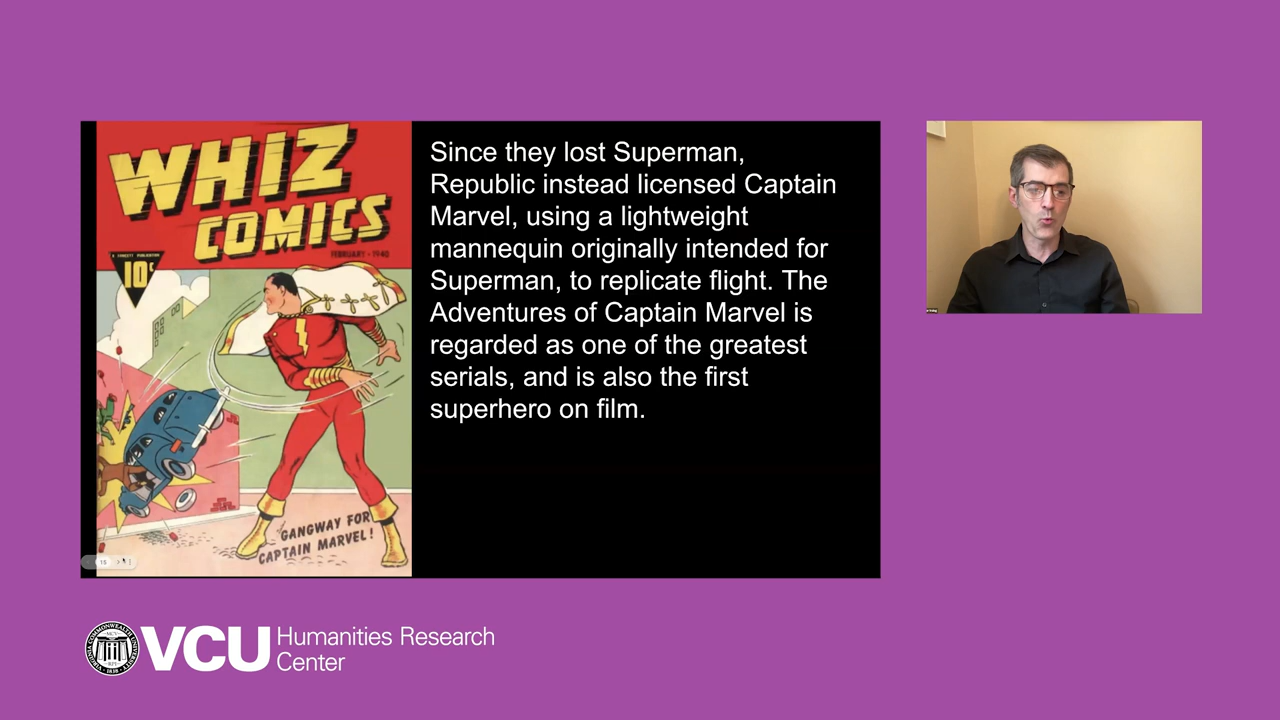 WHIZ
COMICS
FEBRUARY - 1940
A FAWCETT PUBLICATION
10¢
GANGWAY FOR
CAPTAIN MARVEL!
15
Since they lost Superman,
Republic instead licensed Captain
Marvel, using a lightweight
mannequin originally intended for
Superman, to replicate flight. The
Adventures of Captain Marvel is
regarded as one of the greatest
serials, and is also the first
superhero on film.
VCU
Humanities Research
Center